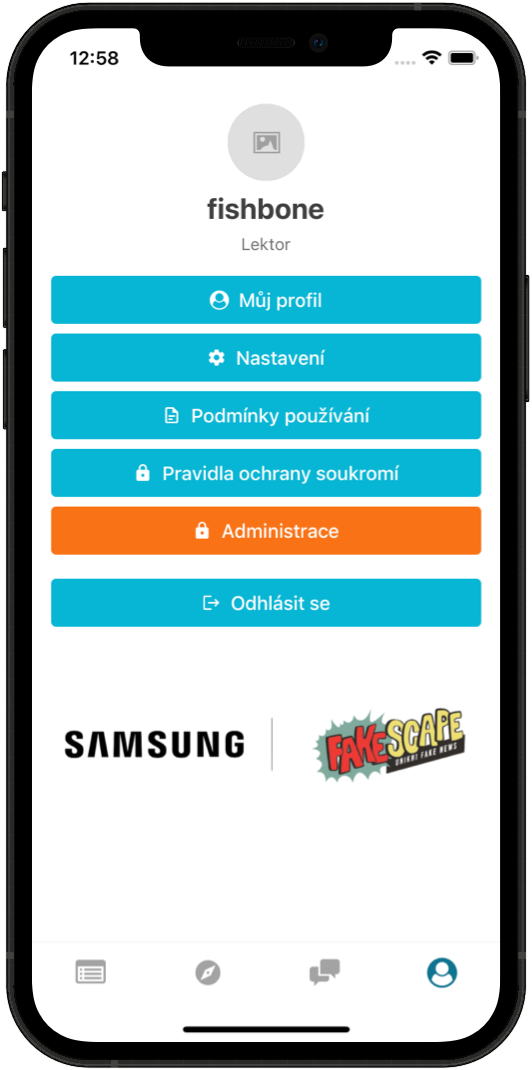 12:58
fishbone
Lektor
Můj profil
Nastavení
Podmínky používání
Pravidla ochrany soukromí
Administrace
Odhlásit se
SAMSUNG
FAKESCAPE
UNIKNI FAKE NEWS